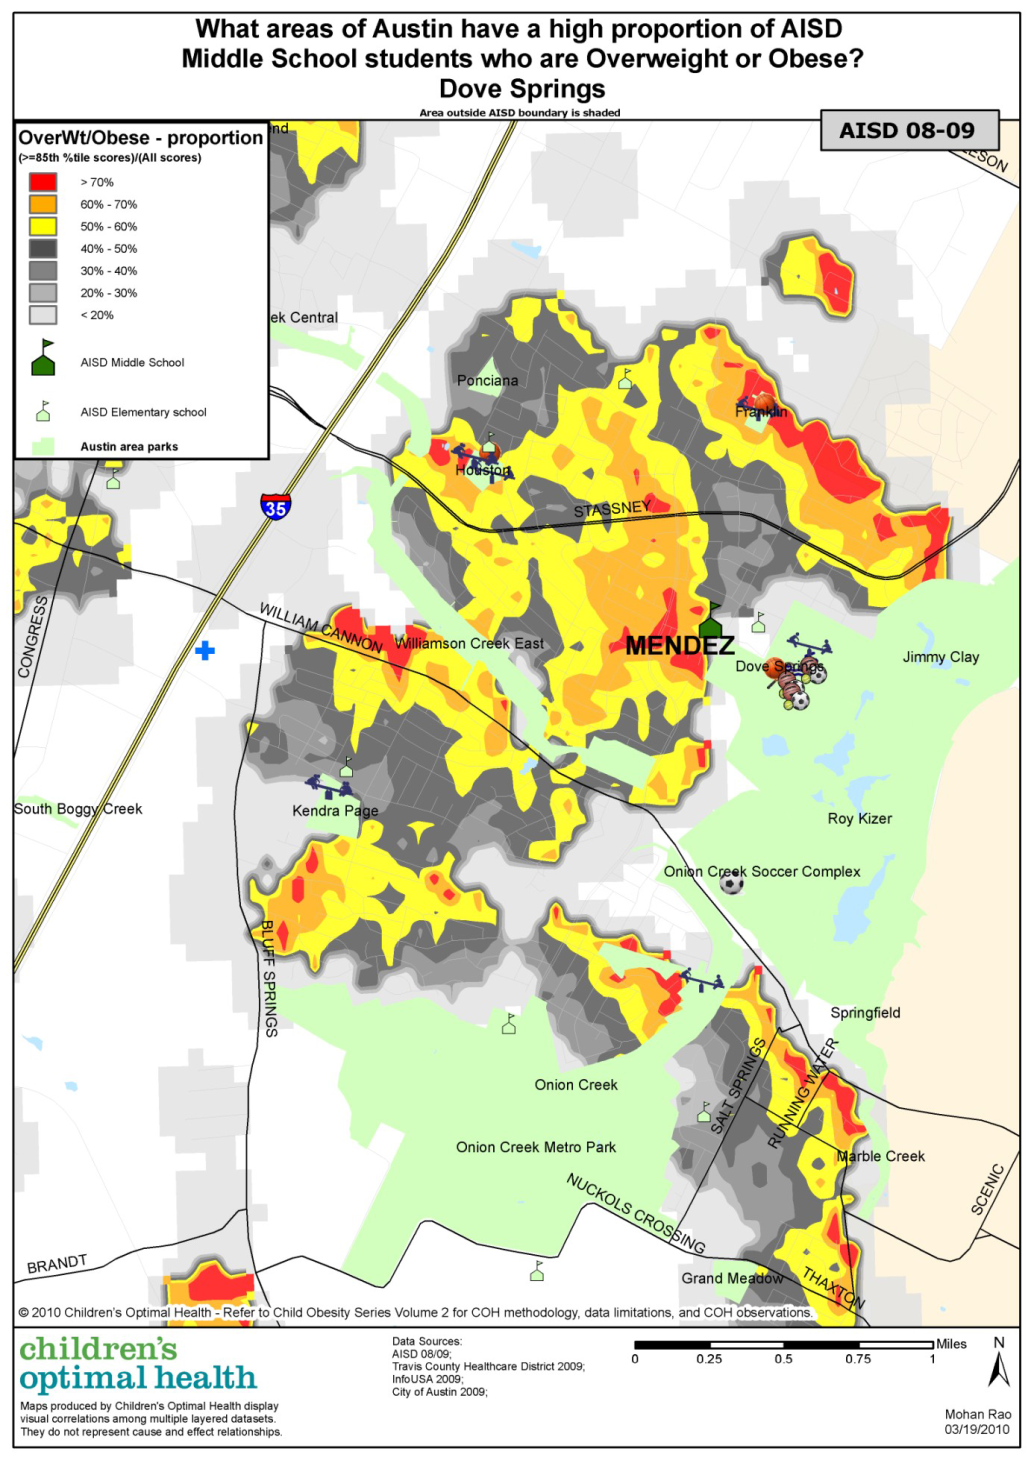 What areas of Austin have a high proportion of AISD
Middle School students who are Overweight or Obese?
Dove Springs
Area outside AISD boundary is shaded
AISD 08-09
OverWt/Obese - proportion
(>=85th %tile scores)/(All scores)
> 70%
60% - 70%
50% - 60%
40% - 50%
30% - 40%
20% - 30%
< 20%
AISD Middle School
AISD Elementary school
Austin area parks
ek Central
Ponciana
Franklin
Houston
STASSNEY
35
CONGRESS
WILLIAM CANNON
Williamson Creek East
MENDEZ
Dove Springs
Jimmy Clay
South Boggy Creek
Kendra Page
Roy Kizer
Onion Creek Soccer Complex
BLUFF SPRINGS
Springfield
SALT SPRINGS
RUNNING WATER
Onion Creek
Onion Creek Metro Park
Marble Creek
NUCKOLS CROSSING
SCENIC
BRANDT
Grand Meadow
THAXTON
© 2010 Children's Optimal Health - Refer to Child Obesity Series Volume 2 for COH methodology, data limitations, and COH observations.
children's
optimal health
Maps produced by Children's Optimal Health display
visual correlations among multiple layered datasets.
They do not represent cause and effect relationships.
Data Sources:
AISD 08/09;
Travis County Healthcare District 2009;
InfoUSA 2009;
City of Austin 2009;
Miles
0 0.25 0.5 0.75 1
N
Mohan Rao
03/19/2010